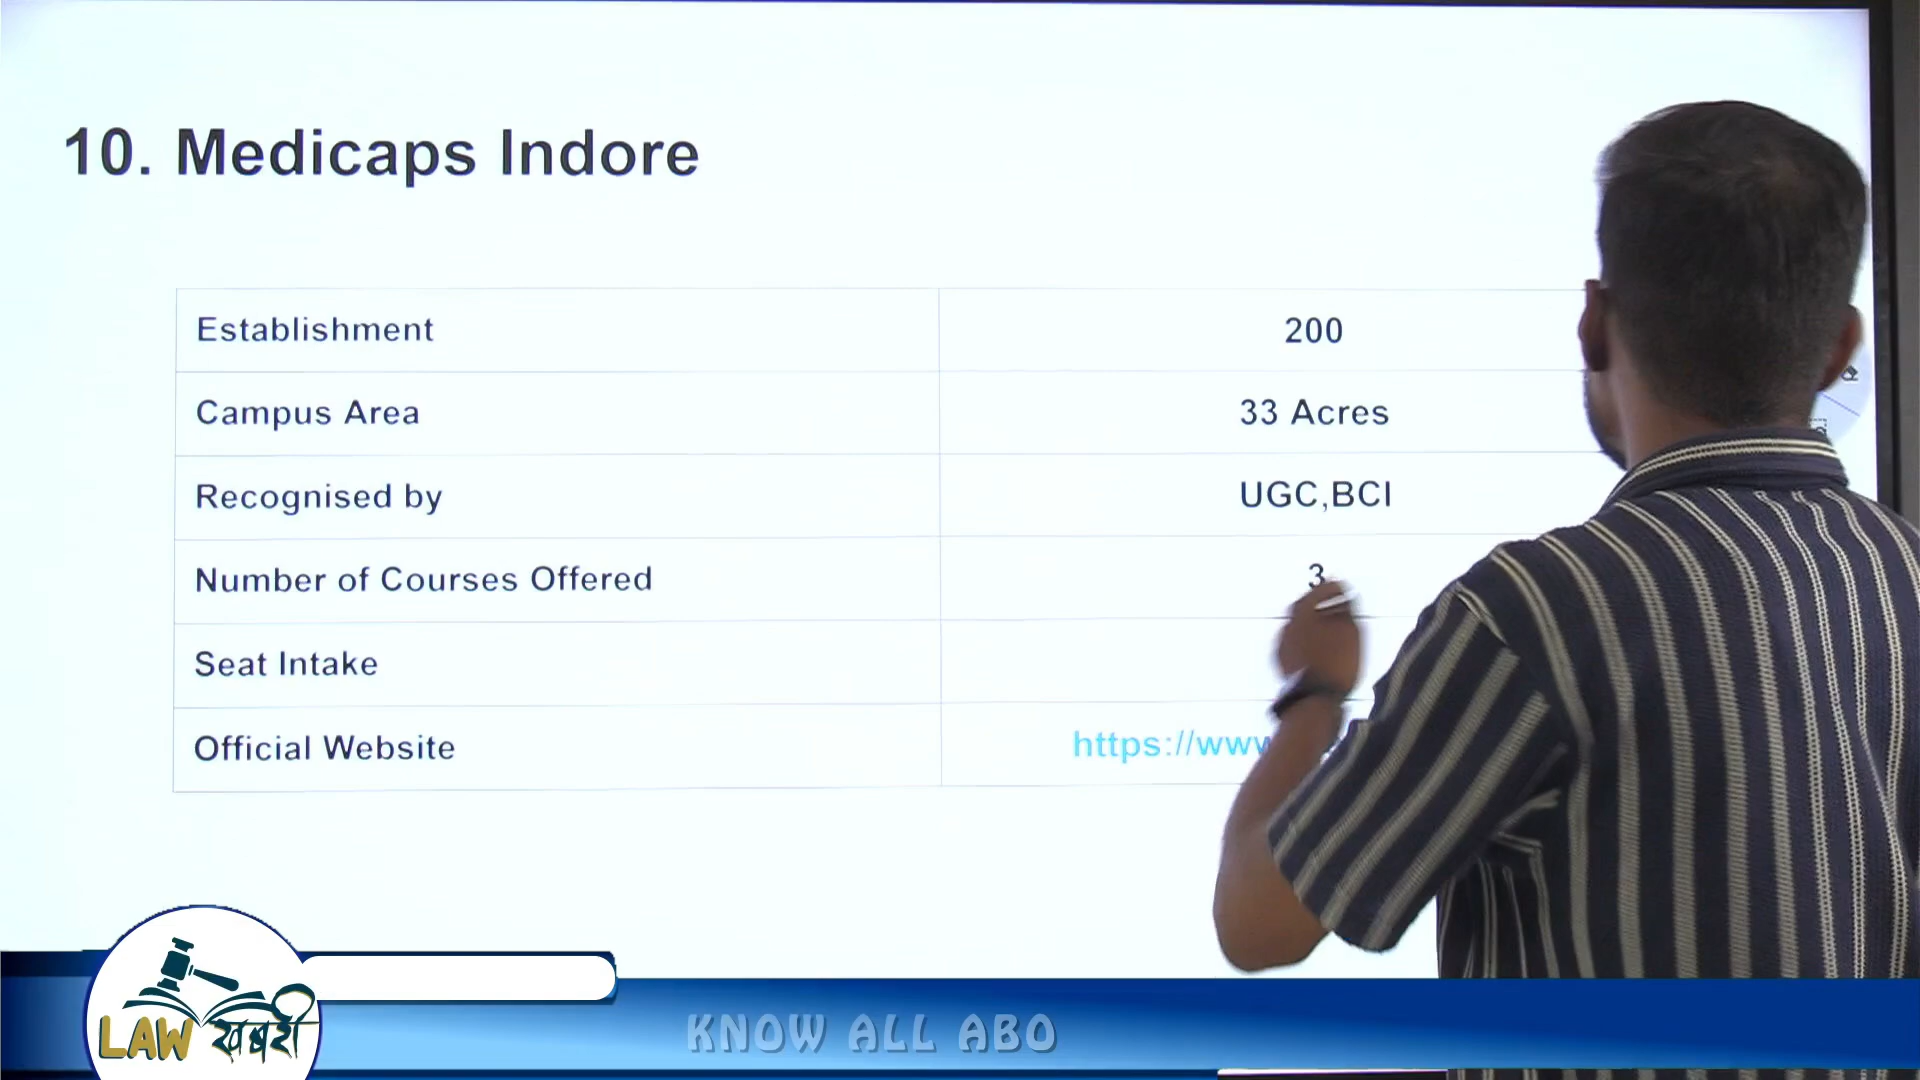 10. Medicaps Indore
Establishment 200
Campus Area 33 Acres
Recognised by UGC,BCI
Number of Courses Offered 3
Seat Intake
Official Website https://www
LAW खबरी
KNOW ALL ABO